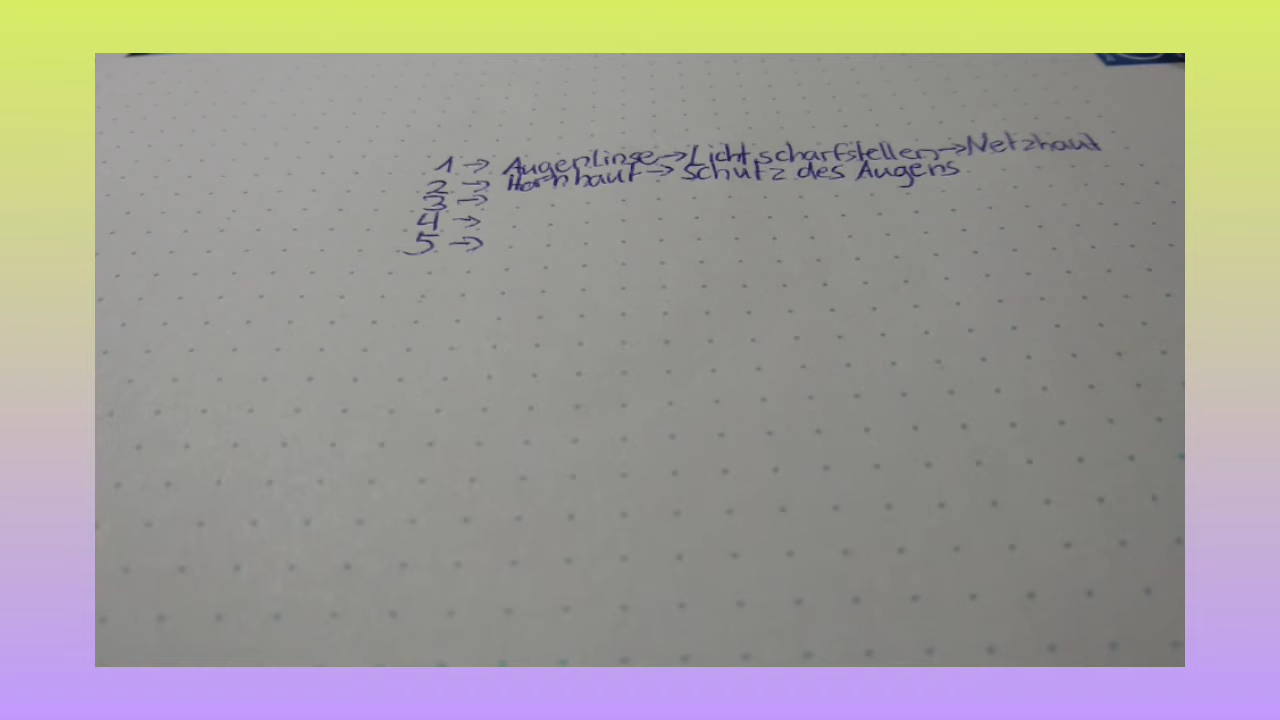 1 → Augenlinse → Licht scharfstellen → Netzhaut
2 → Hornhaut → Schutz des Augens
3 →
4 →
5 →